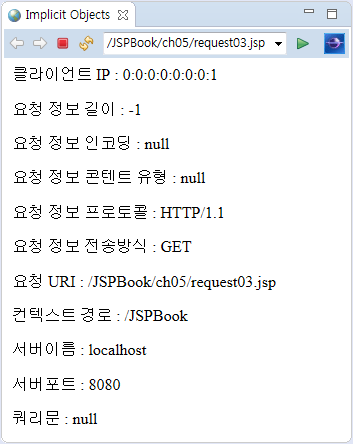 Implicit Objects
/JSPBook/ch05/request03.jsp
클라이언트 IP : 0:0:0:0:0:0:0:1
요청 정보 길이 : -1
요청 정보 인코딩 : null
요청 정보 콘텐트 유형 : null
요청 정보 프로토콜 : HTTP/1.1
요청 정보 전송방식 : GET
요청 URI : /JSPBook/ch05/request03.jsp
컨텍스트 경로 : /JSPBook
서버이름 : localhost
서버포트 : 8080
쿼리문 : null